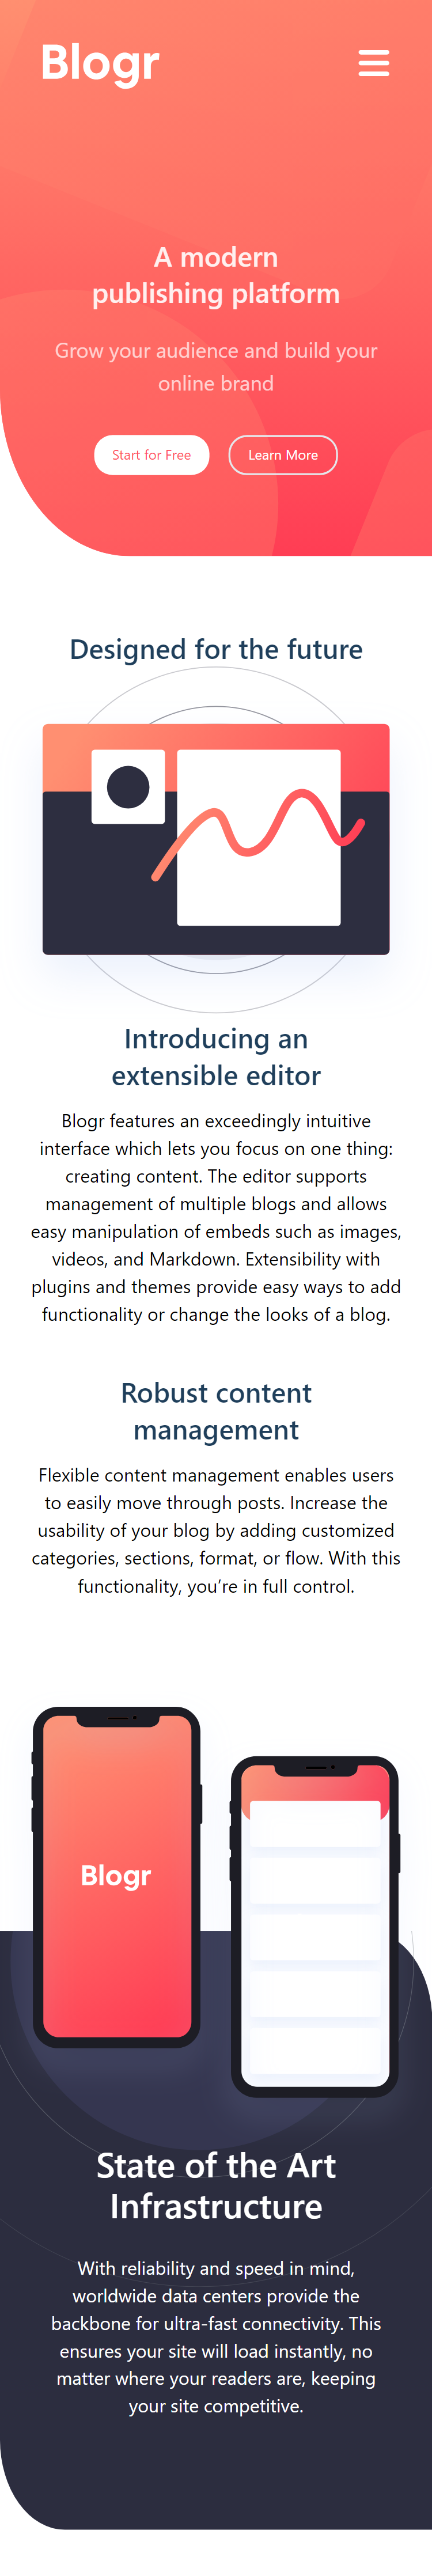 Blogr
A modern
publishing platform
Grow your audience and build your
online brand
Start for Free
Learn More
Designed for the future
Introducing an
extensible editor
Blogr features an exceedingly intuitive
interface which lets you focus on one thing:
creating content. The editor supports
management of multiple blogs and allows
easy manipulation of embeds such as images,
videos, and Markdown. Extensibility with
plugins and themes provide easy ways to add
functionality or change the looks of a blog.
Robust content
management
Flexible content management enables users
to easily move through posts. Increase the
usability of your blog by adding customized
categories, sections, format, or flow. With this
functionality, you’re in full control.
Blogr
State of the Art
Infrastructure
With reliability and speed in mind,
worldwide data centers provide the
backbone for ultra-fast connectivity. This
ensures your site will load instantly, no
matter where your readers are, keeping
your site competitive.